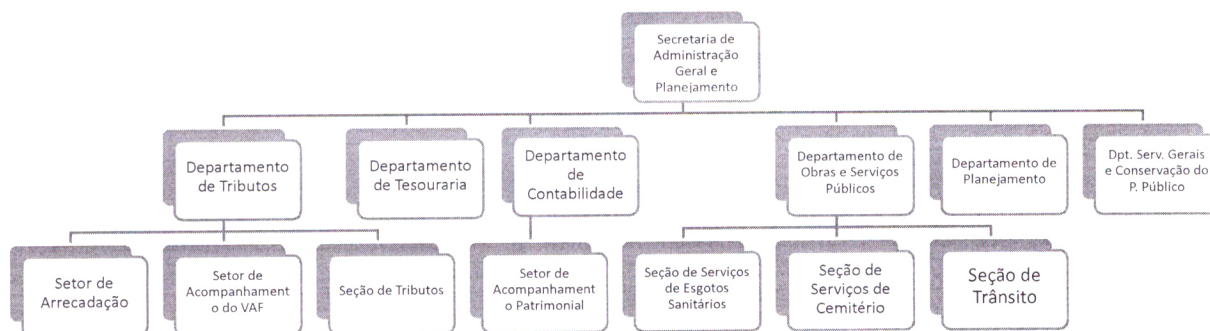 Secretaria de
Administração
Geral e
Planejamento
Departamento
de Tributos
Departamento
de Tesouraria
Departamento
de
Contabilidade
Departamento de
Obras e Serviços
Públicos
Departamento de
Planejamento
Dpt. Serv. Gerais
e Conservação do
P. Público
Setor de
Arrecadação
Setor de
Acompanhament
o do VAF
Seção de Tributos
Setor de
Acompanhament
o Patrimonial
Seção de Serviços
de Esgotos
Sanitários
Seção de
Serviços de
Cemitério
Seção de
Trânsito